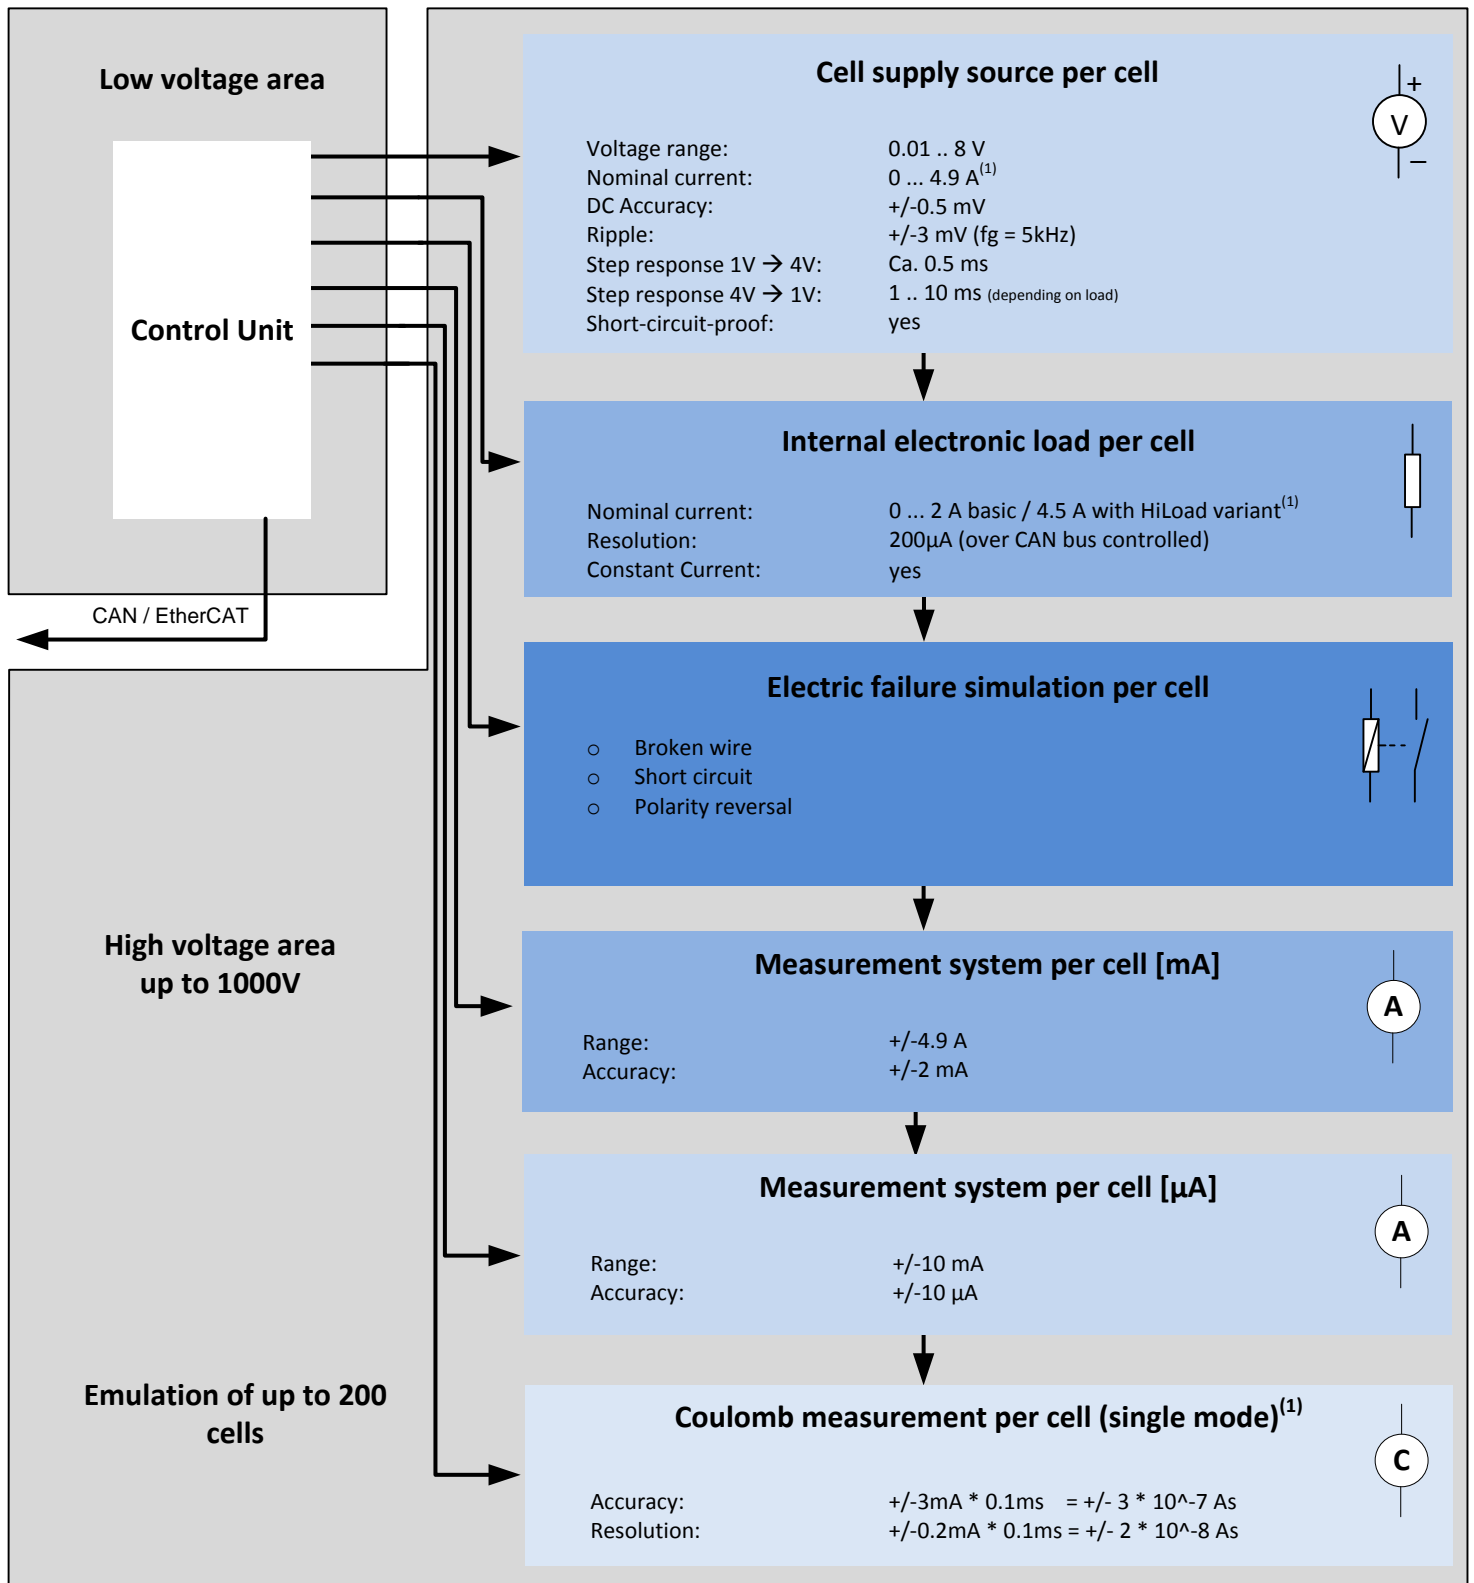 Low voltage area
Control Unit
CAN / EtherCAT
High voltage area
up to 1000V
Emulation of up to 200
cells
Cell supply source per cell
Voltage range: 0.01 .. 8 V
Nominal current: 0 ... 4.9 A(1)
DC Accuracy: +/-0.5 mV
Ripple: +/-3 mV (fg = 5kHz)
Step response 1V → 4V: Ca. 0.5 ms
Step response 4V → 1V: 1 .. 10 ms (depending on load)
Short-circuit-proof: yes
+
V
−
Internal electronic load per cell
Nominal current: 0 ... 2 A basic / 4.5 A with HiLoad variant(1)
Resolution: 200µA (over CAN bus controlled)
Constant Current: yes
Electric failure simulation per cell
o Broken wire
o Short circuit
o Polarity reversal
Measurement system per cell [mA]
Range: +/-4.9 A
Accuracy: +/-2 mA
A
Measurement system per cell [µA]
Range: +/-10 mA
Accuracy: +/-10 µA
A
Coulomb measurement per cell (single mode)(1)
Accuracy: +/-3mA * 0.1ms = +/- 3 * 10^-7 As
Resolution: +/-0.2mA * 0.1ms = +/- 2 * 10^-8 As
C